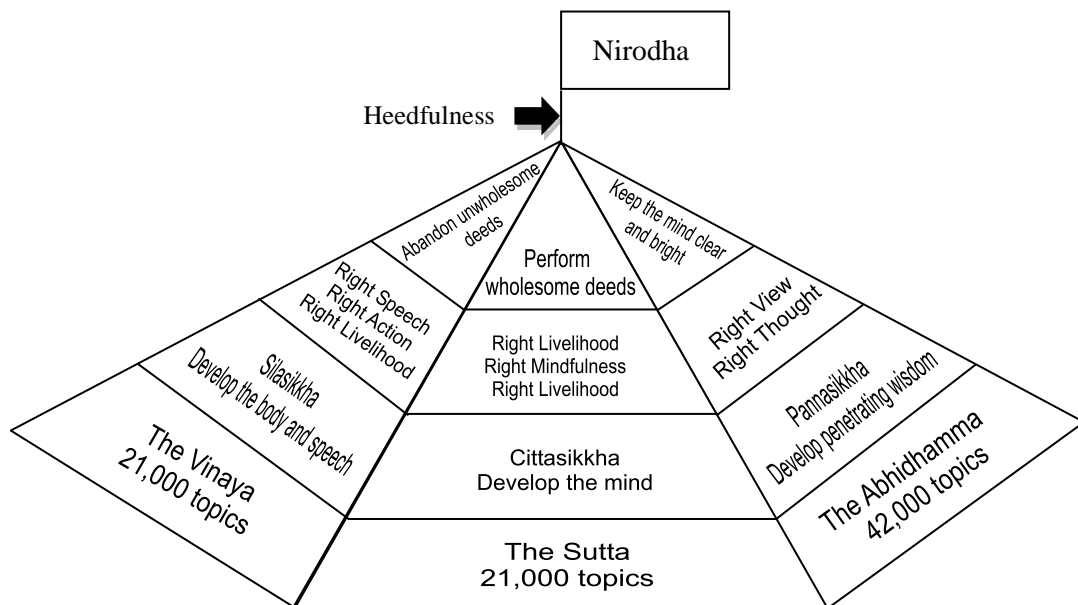 Nirodha
Heedfulness
Abandon unwholesome
deeds
Perform
wholesome deeds
Keep the mind clear
and bright
Right Speech
Right Action
Right Livelihood
Right Livelihood
Right Mindfulness
Right Livelihood
Right View
Right Thought
Silasikkha
Develop the body and speech
Cittasikkha
Develop the mind
Pannasikkha
Develop penetrating wisdom
The Vinaya
21,000 topics
The Sutta
21,000 topics
The Abhidhamma
42,000 topics